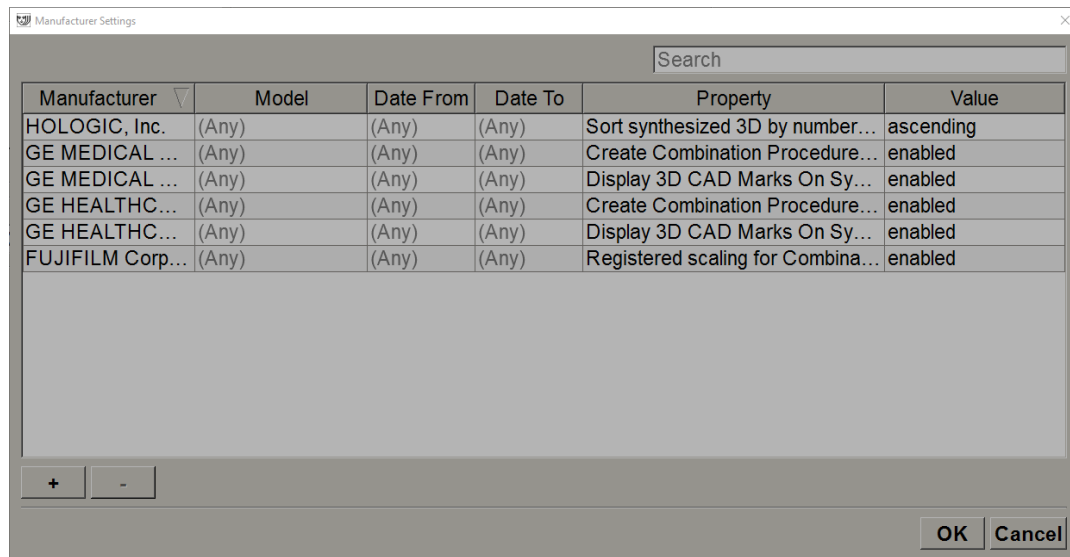 Manufacturer Settings
Search
Manufacturer Model Date From Date To Property Value
HOLOGIC, Inc. (Any) (Any) (Any) Sort synthesized 3D by number... ascending
GE MEDICAL ... (Any) (Any) (Any) Create Combination Procedure... enabled
GE MEDICAL ... (Any) (Any) (Any) Display 3D CAD Marks On Sy... enabled
GE HEALTHC... (Any) (Any) (Any) Create Combination Procedure... enabled
GE HEALTHC... (Any) (Any) (Any) Display 3D CAD Marks On Sy... enabled
FUJIFILM Corp... (Any) (Any) (Any) Registered scaling for Combina... enabled
+ -
OK Cancel